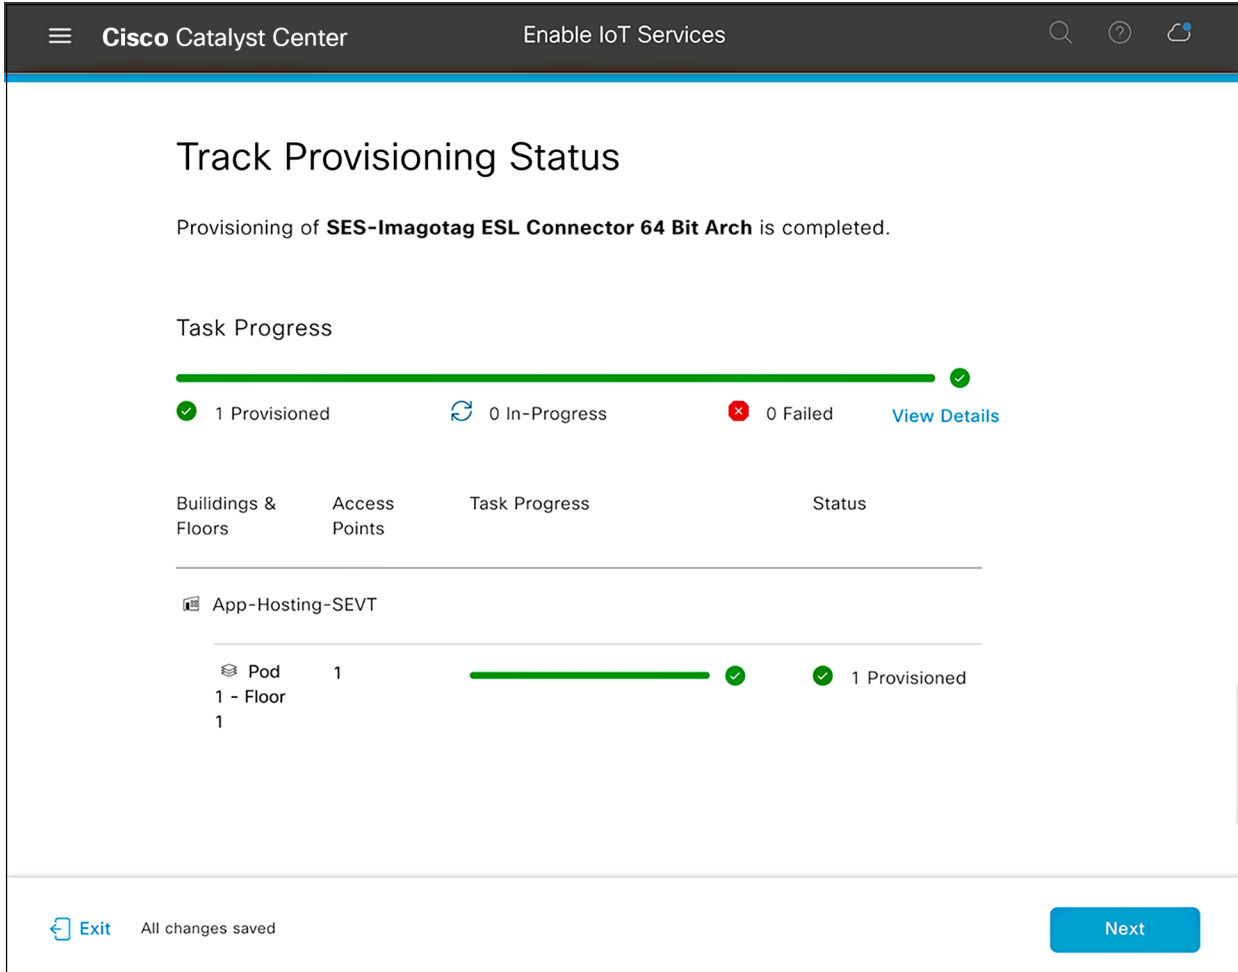 Cisco Catalyst Center
Enable IoT Services
Track Provisioning Status
Provisioning of SES-Imagotag ESL Connector 64 Bit Arch is completed.
Task Progress
1 Provisioned
0 In-Progress
0 Failed
View Details
Builidings &
Floors
Access
Points
Task Progress
Status
App-Hosting-SEVT
Pod
1 - Floor
1
1
1 Provisioned
Exit
All changes saved
Next